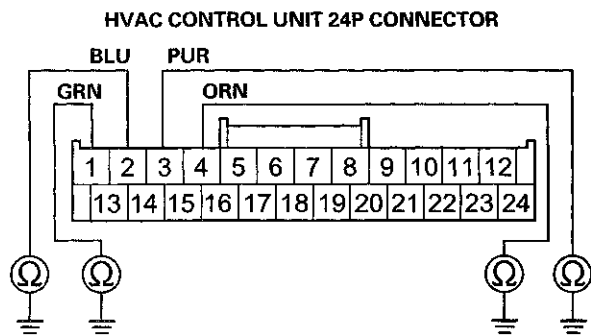 HVAC CONTROL UNIT 24P CONNECTOR
BLU PUR
GRN ORN
1 2 3 4 5 6 7 8 9 10 11 12
13 14 15 16 17 18 19 20 21 22 23 24
Ω Ω Ω Ω